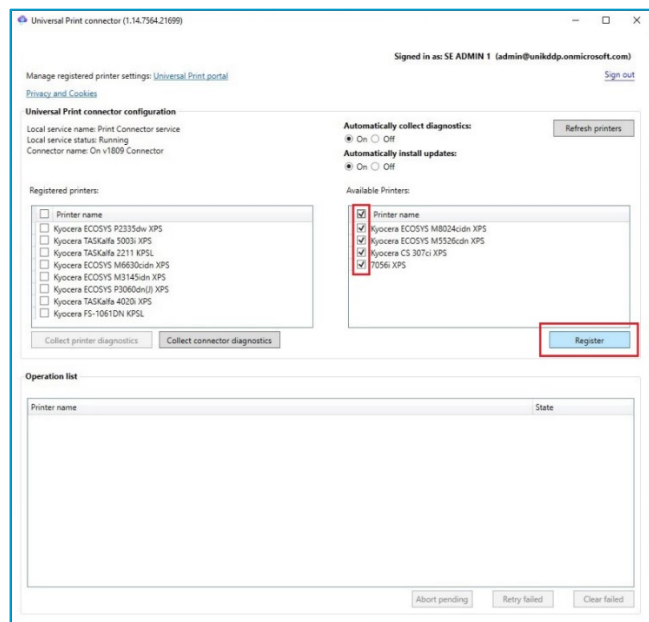 Universal Print connector (1.14.7564.21699)
Signed in as: SE ADMIN 1 (admin@unikddp.onmicrosoft.com)
Manage registered printer settings: Universal Print portal
Sign out
Privacy and Cookies
Universal Print connector configuration
Local service name: Print Connector service
Local service status: Running
Connector name: On v1809 Connector
Automatically collect diagnostics:
On Off
Automatically install updates:
On Off
Refresh printers
Registered printers:
Printer name
Kyocera ECOSYS P2335dw XPS
Kyocera TASKalfa 5003i XPS
Kyocera TASKalfa 2211 KPSL
Kyocera ECOSYS M6630cidn XPS
Kyocera ECOSYS M3145idn XPS
Kyocera ECOSYS P3060dn(J) XPS
Kyocera TASKalfa 4020i XPS
Kyocera FS-1061DN KPSL
Collect printer diagnostics
Collect connector diagnostics
Available Printers:
Printer name
Kyocera ECOSYS M8024cidn XPS
Kyocera ECOSYS M5526cdn XPS
Kyocera CS 307ci XPS
7056i XPS
Register
Operation list
Printer name State
Abort pending Retry failed Clear failed